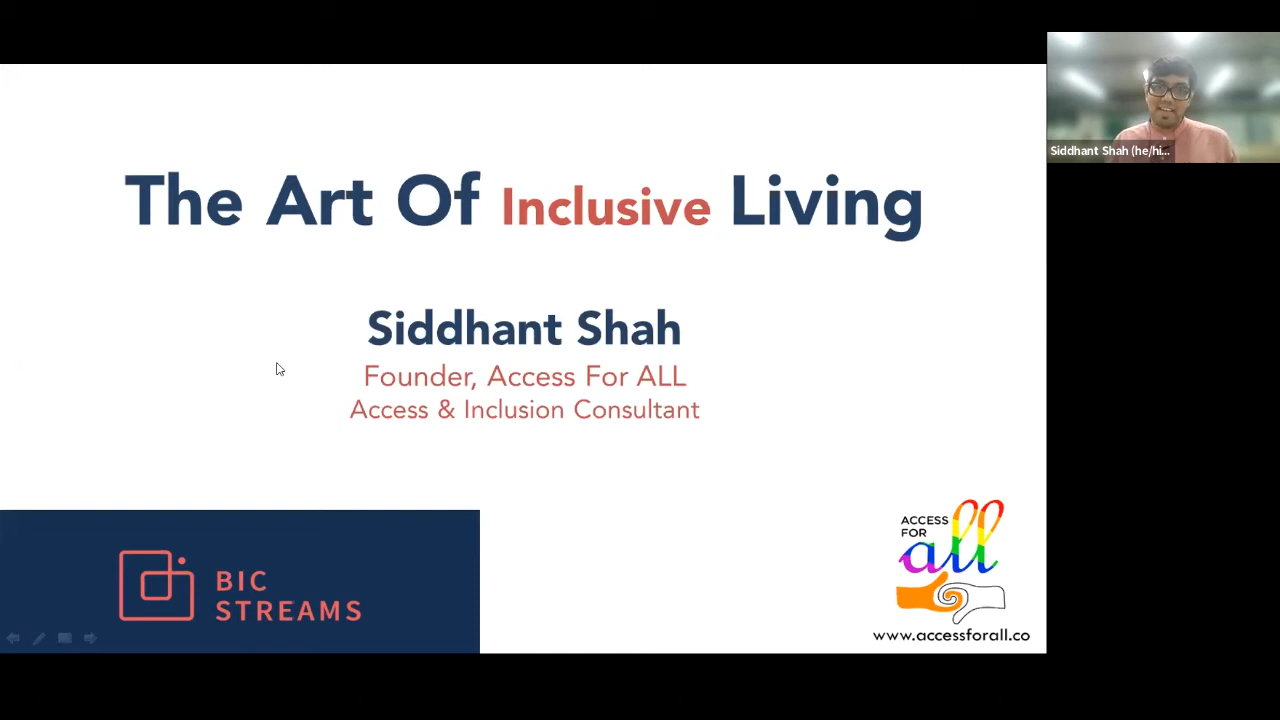 The Art Of Inclusive Living
Siddhant Shah
Founder, Access For ALL
Access & Inclusion Consultant
BIC
STREAMS
ACCESS
FOR
all
www.accessforall.co
Siddhant Shah (he/hi...